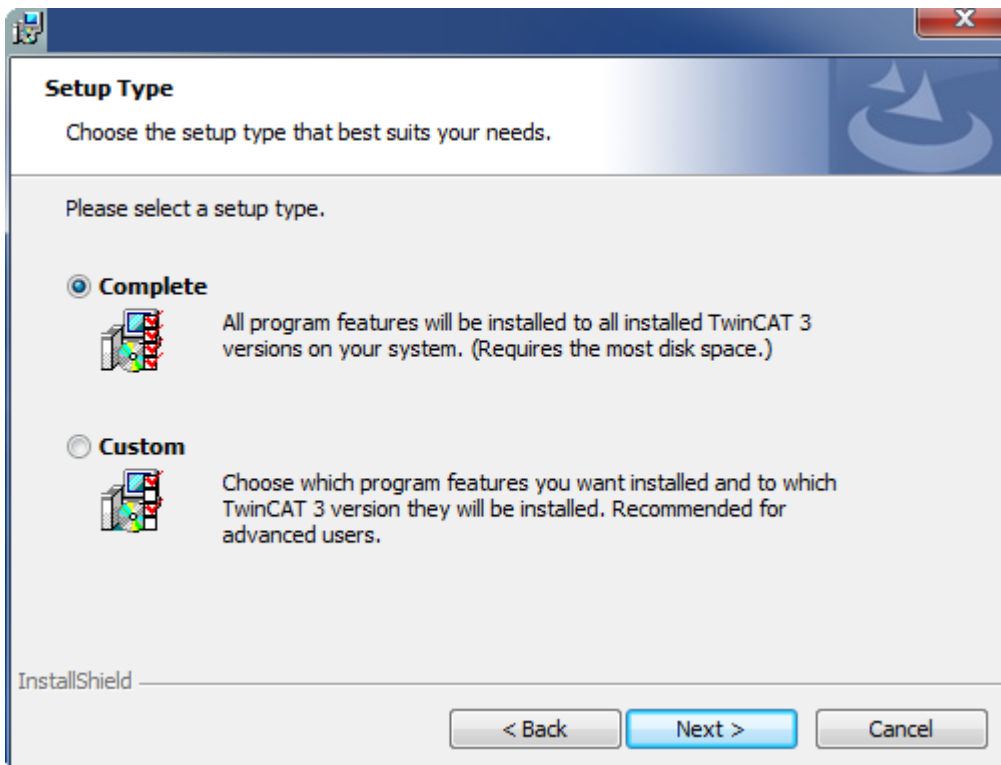 Setup Type
Choose the setup type that best suits your needs.
Please select a setup type.
Complete
All program features will be installed to all installed TwinCAT 3
versions on your system. (Requires the most disk space.)
Custom
Choose which program features you want installed and to which
TwinCAT 3 version they will be installed. Recommended for
advanced users.
InstallShield
< Back Next > Cancel